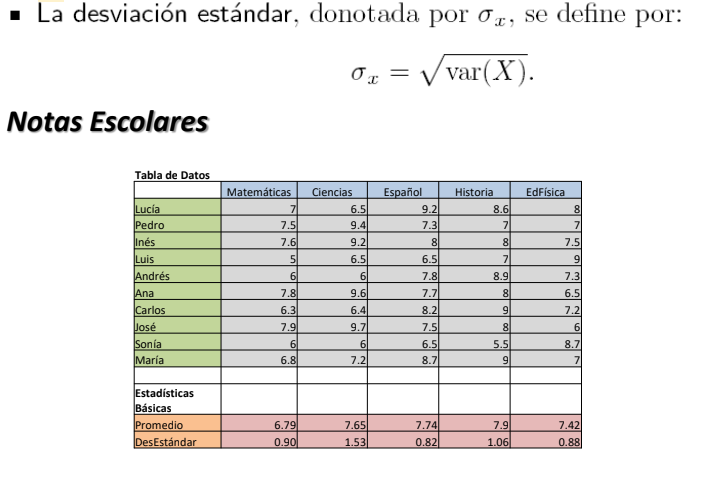 ▪ La desviación estándar, donotada por σₓ, se define por:
σₓ = √var(X).
Notas Escolares
Tabla de Datos
Matemáticas Ciencias Español Historia EdFísica
Lucía 7 6.5 9.2 8.6 8
Pedro 7.5 9.4 7.3 7 7
Inés 7.6 9.2 8 8 7.5
Luis 5 6.5 6.5 7 9
Andrés 6 6 7.8 8.9 7.3
Ana 7.8 9.6 7.7 8 6.5
Carlos 6.3 6.4 8.2 9 7.2
José 7.9 9.7 7.5 8 6
Sonía 6 6 6.5 5.5 8.7
María 6.8 7.2 8.7 9 7
Estadísticas
Básicas
Promedio 6.79 7.65 7.74 7.9 7.42
DesEstándar 0.90 1.53 0.82 1.06 0.88